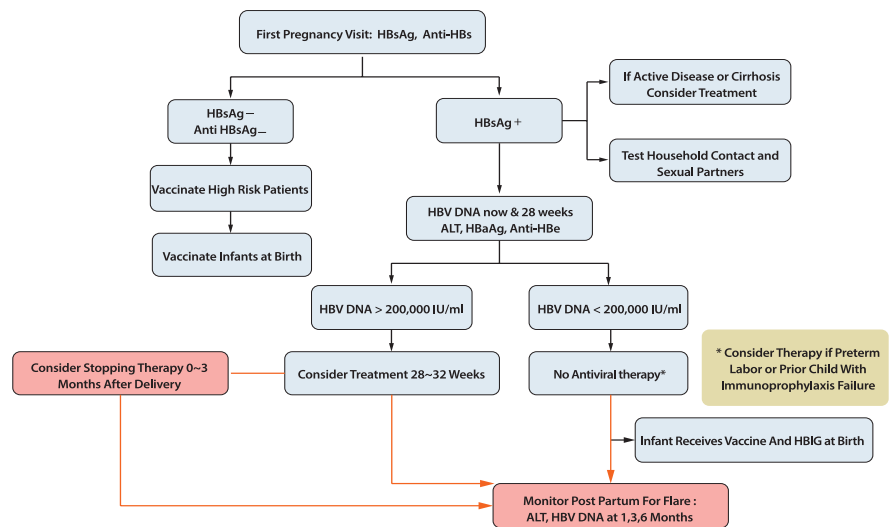 First Pregnancy Visit: HBsAg, Anti-HBs
HBsAg –
Anti HBsAg –
HBsAg +
If Active Disease or Cirrhosis
Consider Treatment
Test Household Contact and
Sexual Partners
Vaccinate High Risk Patients
Vaccinate Infants at Birth
HBV DNA now & 28 weeks
ALT, HBaAg, Anti-HBe
HBV DNA > 200,000 IU/ml
HBV DNA < 200,000 IU/ml
Consider Stopping Therapy 0~3
Months After Delivery
Consider Treatment 28~32 Weeks
No Antiviral therapy*
* Consider Therapy if Preterm
Labor or Prior Child With
Immunoprophylaxis Failure
Infant Receives Vaccine And HBIG at Birth
Monitor Post Partum For Flare :
ALT, HBV DNA at 1,3,6 Months